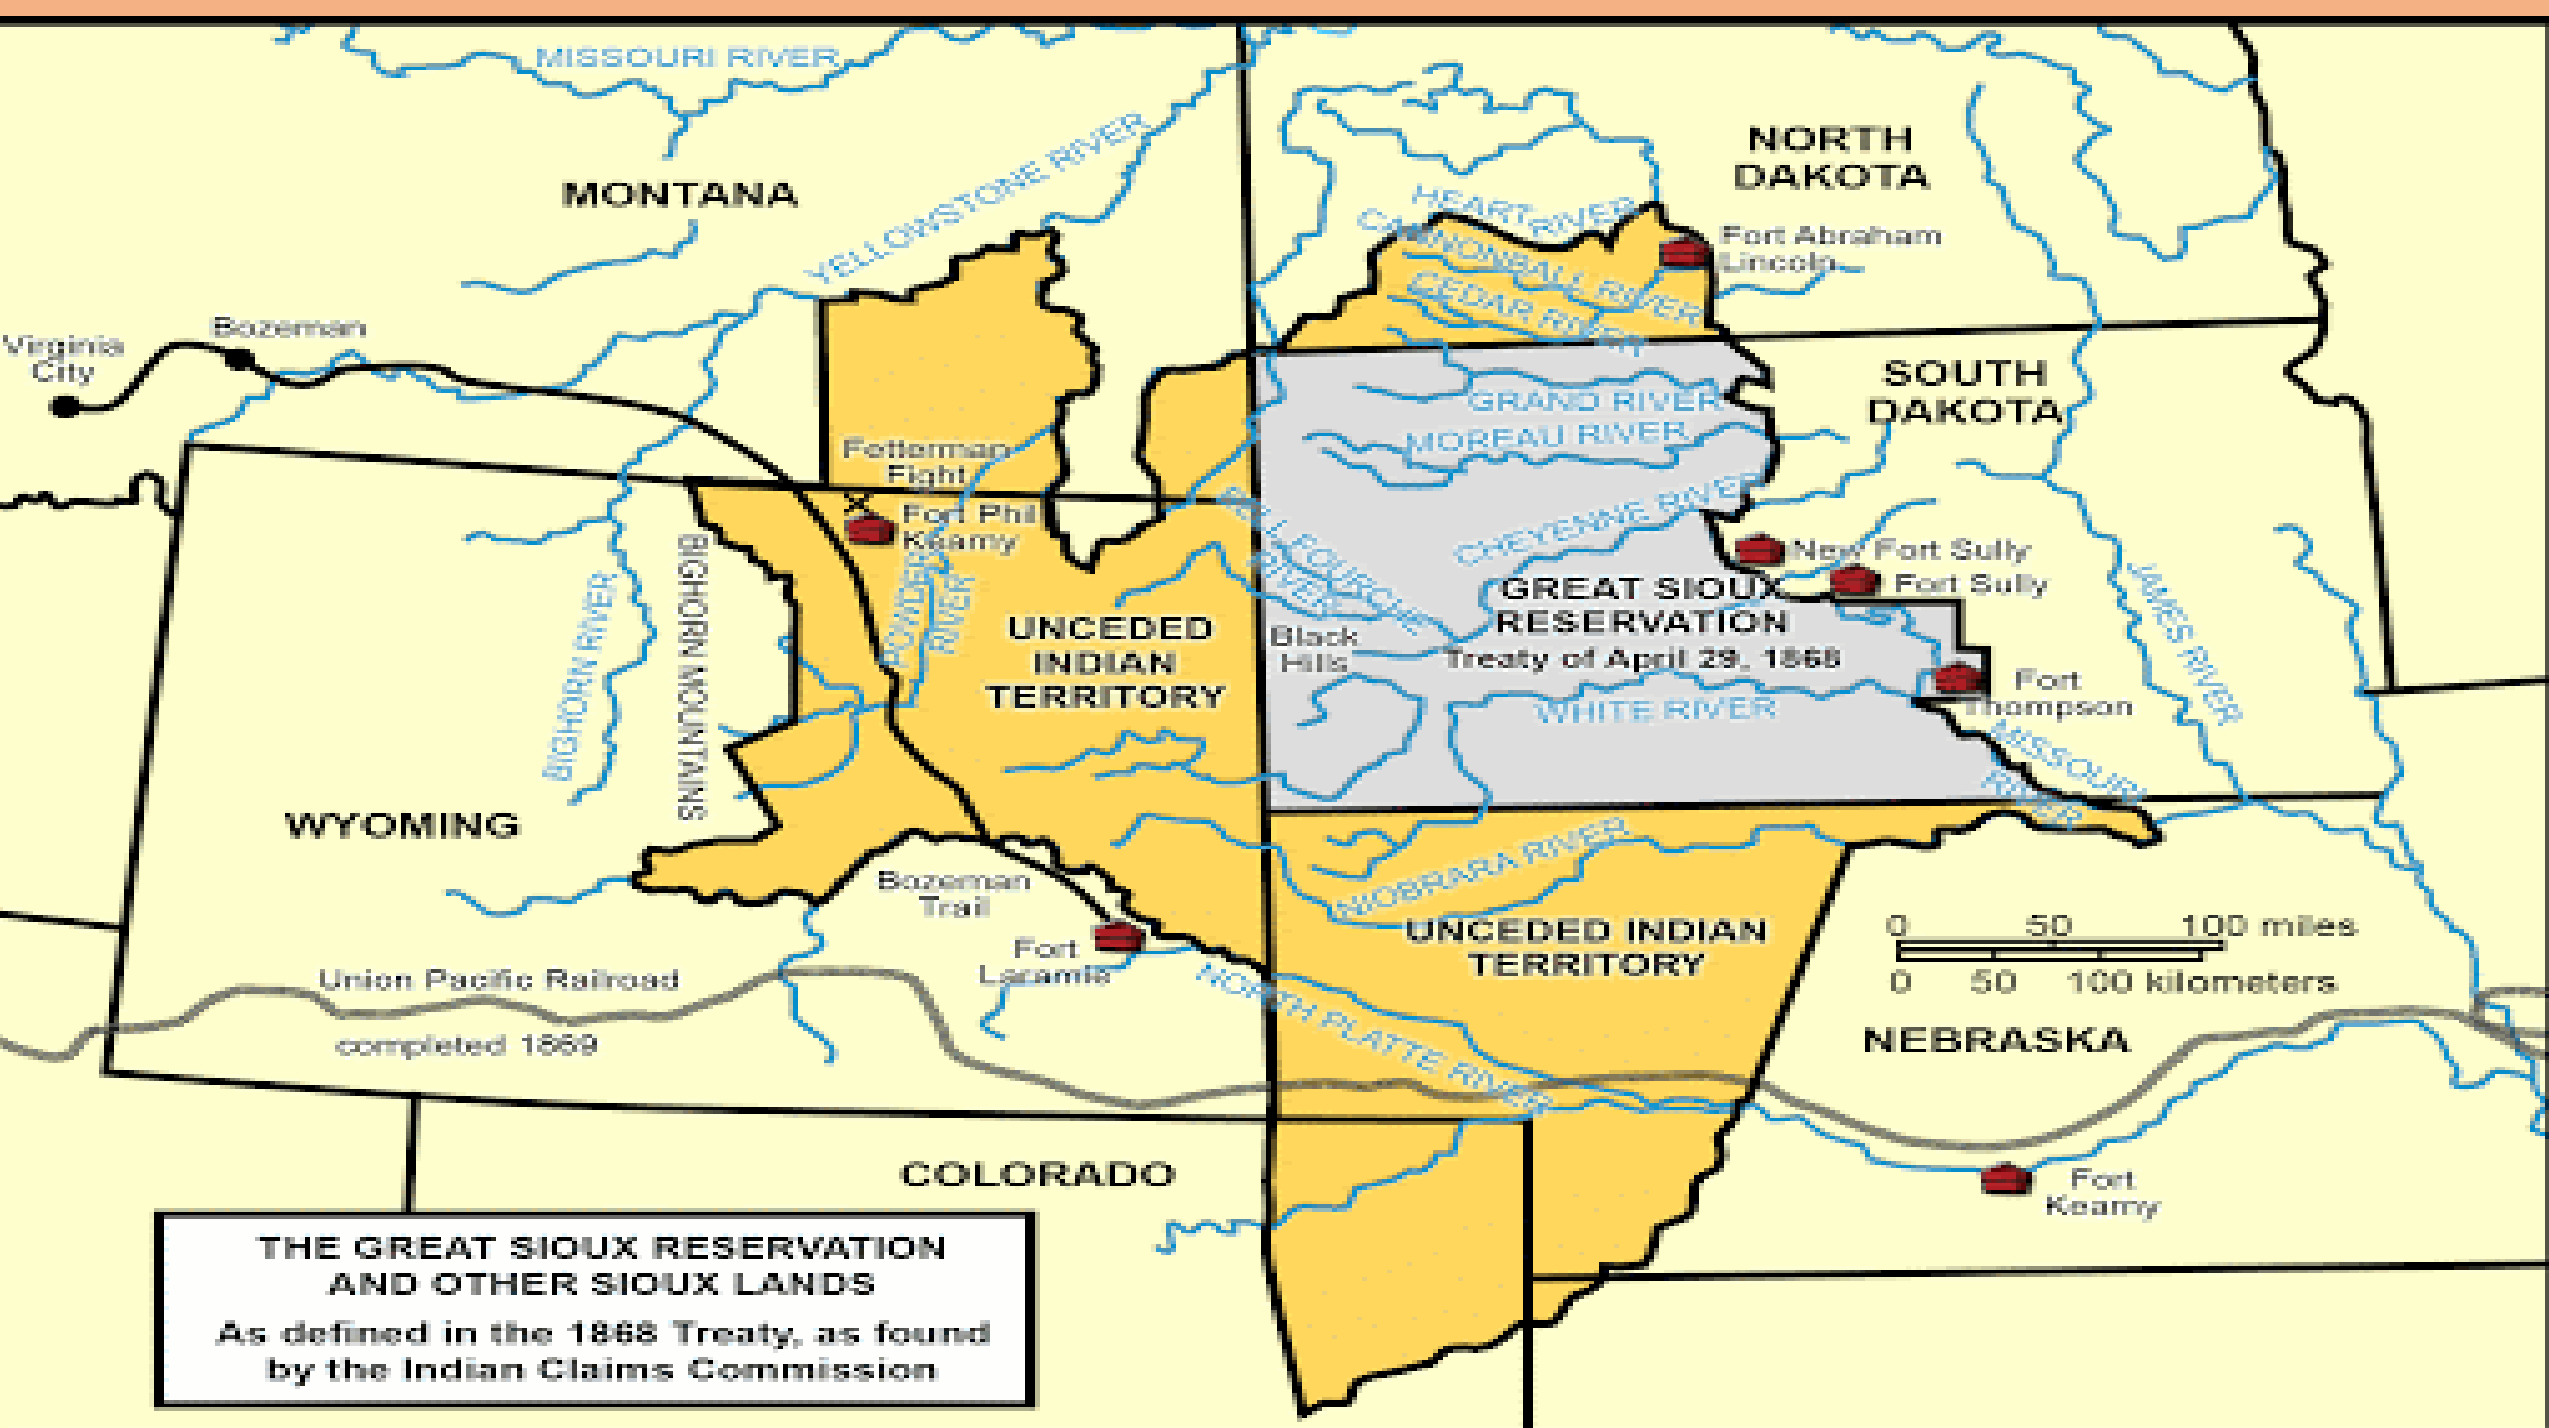 MISSOURI RIVER
MONTANA
YELLOWSTONE RIVER
NORTH
DAKOTA
HEART RIVER
CANNONBALL RIVER
CEDAR RIVER
Fort Abraham
Lincoln
Virginia
City
Bozeman
SOUTH
DAKOTA
GRAND RIVER
MOREAU RIVER
Fetterman
Fight
Fort Phil
Kearny
CHEYENNE RIVER
BELLE FOURCHE
RIVER
New Fort Sully
Fort Sully
BIGHORN RIVER
BIGHORN MOUNTAINS
POWDER
RIVER
UNCEDED
INDIAN
TERRITORY
Black
Hills
GREAT SIOUX
RESERVATION
Treaty of April 29, 1868
WHITE RIVER
Fort
Thompson
JAMES RIVER
MISSOURI
RIVER
WYOMING
NIOBRARA RIVER
Bozeman
Trail
Fort
Laramie
UNCEDED INDIAN
TERRITORY
0 50 100 miles
0 50 100 kilometers
Union Pacific Railroad
completed 1869
NORTH PLATTE RIVER
NEBRASKA
COLORADO
Fort
Kearny
THE GREAT SIOUX RESERVATION
AND OTHER SIOUX LANDS
As defined in the 1868 Treaty, as found
by the Indian Claims Commission